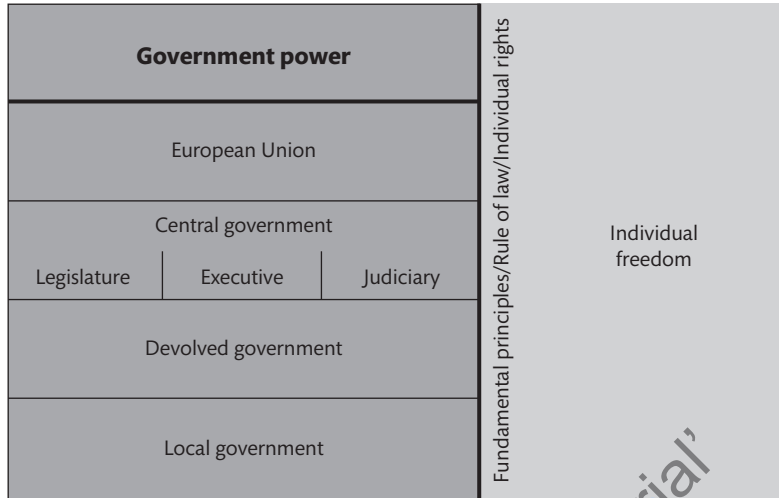 Government power
European Union
Central government
Legislature
Executive
Judiciary
Devolved government
Local government
Fundamental principles/Rule of law/Individual rights
Individual
freedom